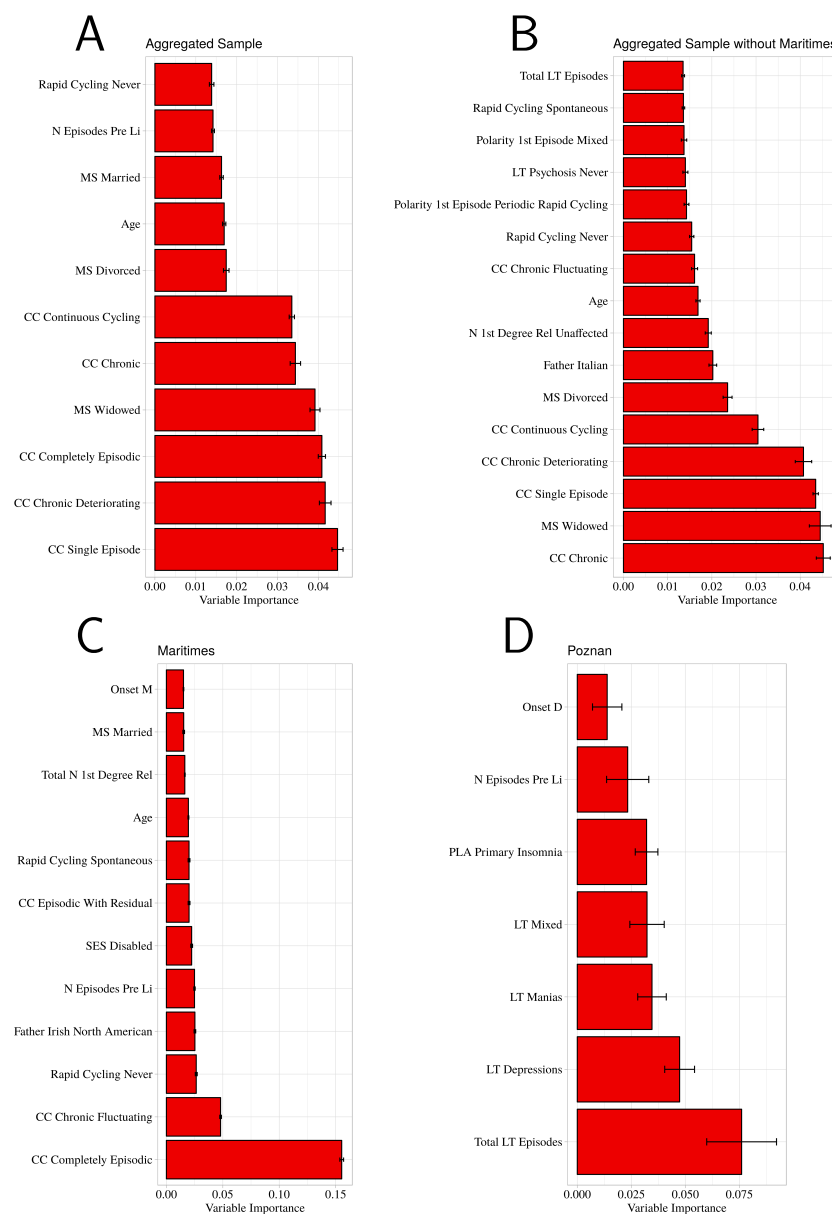 A
Aggregated Sample
Rapid Cycling Never
N Episodes Pre Li
MS Married
Age
MS Divorced
CC Continuous Cycling
CC Chronic
MS Widowed
CC Completely Episodic
CC Chronic Deteriorating
CC Single Episode
0.00 0.01 0.02 0.03 0.04
Variable Importance
B
Aggregated Sample without Maritimes
Total LT Episodes
Rapid Cycling Spontaneous
Polarity 1st Episode Mixed
LT Psychosis Never
Polarity 1st Episode Periodic Rapid Cycling
Rapid Cycling Never
CC Chronic Fluctuating
Age
N 1st Degree Rel Unaffected
Father Italian
MS Divorced
CC Continuous Cycling
CC Chronic Deteriorating
CC Single Episode
MS Widowed
CC Chronic
0.00 0.01 0.02 0.03 0.04
Variable Importance
C
Maritimes
Onset M
MS Married
Total N 1st Degree Rel
Age
Rapid Cycling Spontaneous
CC Episodic With Residual
SES Disabled
N Episodes Pre Li
Father Irish North American
Rapid Cycling Never
CC Chronic Fluctuating
CC Completely Episodic
0.00 0.05 0.10 0.15
Variable Importance
D
Poznan
Onset D
N Episodes Pre Li
PLA Primary Insomnia
LT Mixed
LT Manias
LT Depressions
Total LT Episodes
0.000 0.025 0.050 0.075
Variable Importance